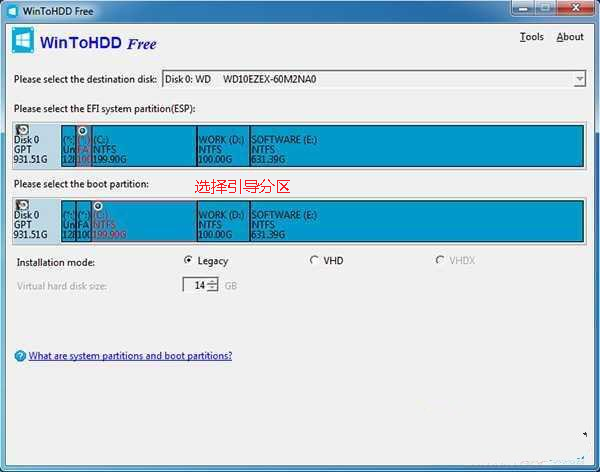 WinToHDD Free
WinToHDD Free
Tools About
Please select the destination disk: Disk 0: WD WD10EZEX-60M2NA0
Please select the EFI system partition(ESP):
Disk 0 (*:) (*:) (C:) WORK (D:) SOFTWARE (E:)
GPT Un FA NTFS NTFS NTFS
931.51G 128 100 199.90G 100.00G 631.39G
Please select the boot partition: 选择引导分区
Disk 0 (*:) (*:) (C:) WORK (D:) SOFTWARE (E:)
GPT Un FA NTFS NTFS NTFS
931.51G 128 100 199.90G 100.00G 631.39G
Installation mode: Legacy VHD VHDX
Virtual hard disk size: 14 GB
What are system partitions and boot partitions?